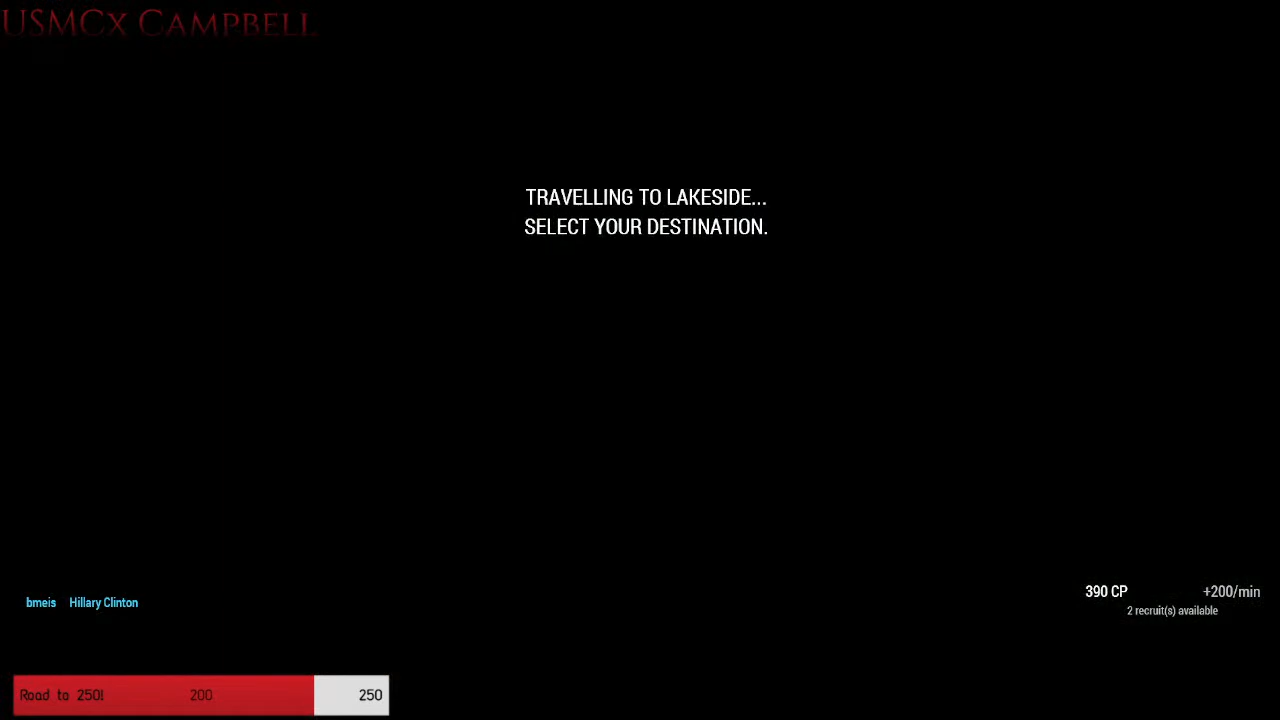 USMCx Campbell
TRAVELLING TO LAKESIDE...
SELECT YOUR DESTINATION.
390 CP +200/min
bmeis Hillary Clinton
2 recruit(s) available
Road to 250! 200 250